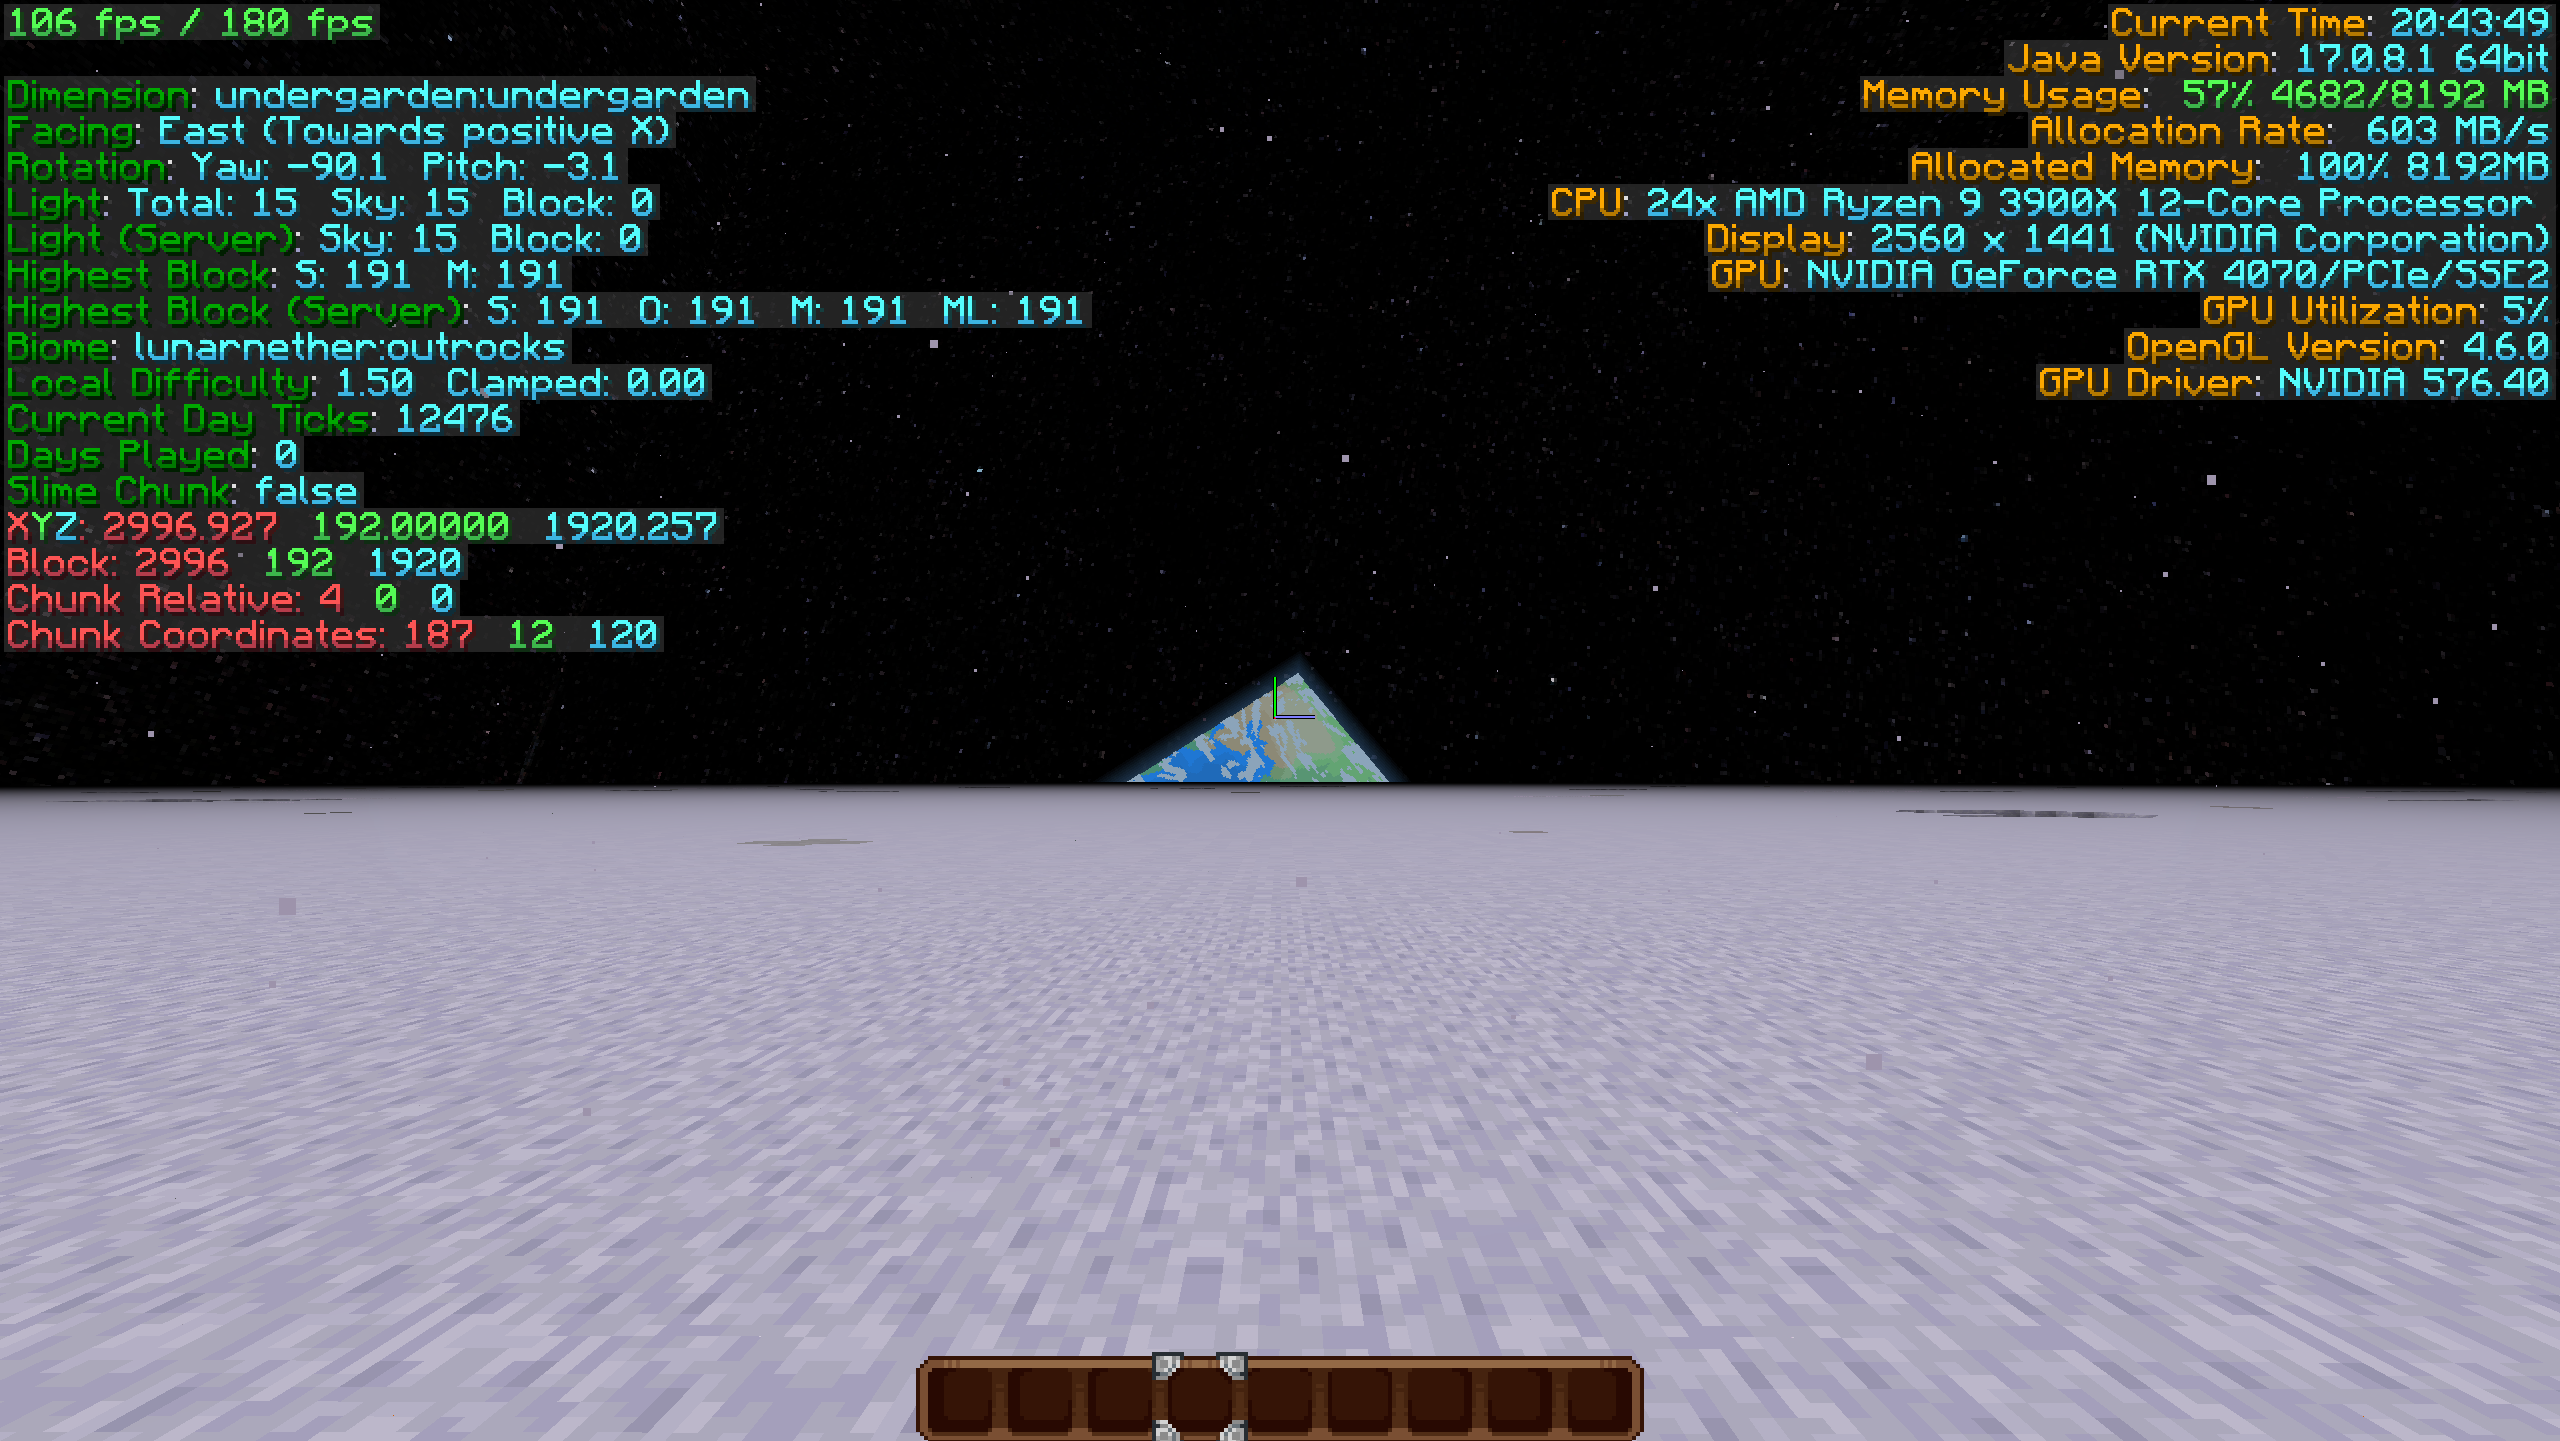 106 fps / 180 fps
Dimension: undergarden:undergarden
Facing: East (Towards positive X)
Rotation: Yaw: -90.1 Pitch: -3.1
Light: Total: 15 Sky: 15 Block: 0
Light (Server): Sky: 15 Block: 0
Highest Block: S: 191 M: 191
Highest Block (Server): S: 191 O: 191 M: 191 ML: 191
Biome: lunarnether:outrocks
Local Difficulty: 1.50 Clamped: 0.00
Current Day Ticks: 12476
Days Played: 0
Slime Chunk: false
XYZ: 2996.927 192.00000 1920.257
Block: 2996 192 1920
Chunk Relative: 4 0 0
Chunk Coordinates: 187 12 120
Current Time: 20:43:49
Java Version: 17.0.8.1 64bit
Memory Usage: 57% 4682/8192 MB
Allocation Rate: 603 MB/s
Allocated Memory: 100% 8192MB
CPU: 24x AMD Ryzen 9 3900X 12-Core Processor
Display: 2560 x 1441 (NVIDIA Corporation)
GPU: NVIDIA GeForce RTX 4070/PCIe/SSE2
GPU Utilization: 5%
OpenGL Version: 4.6.0
GPU Driver: NVIDIA 576.40